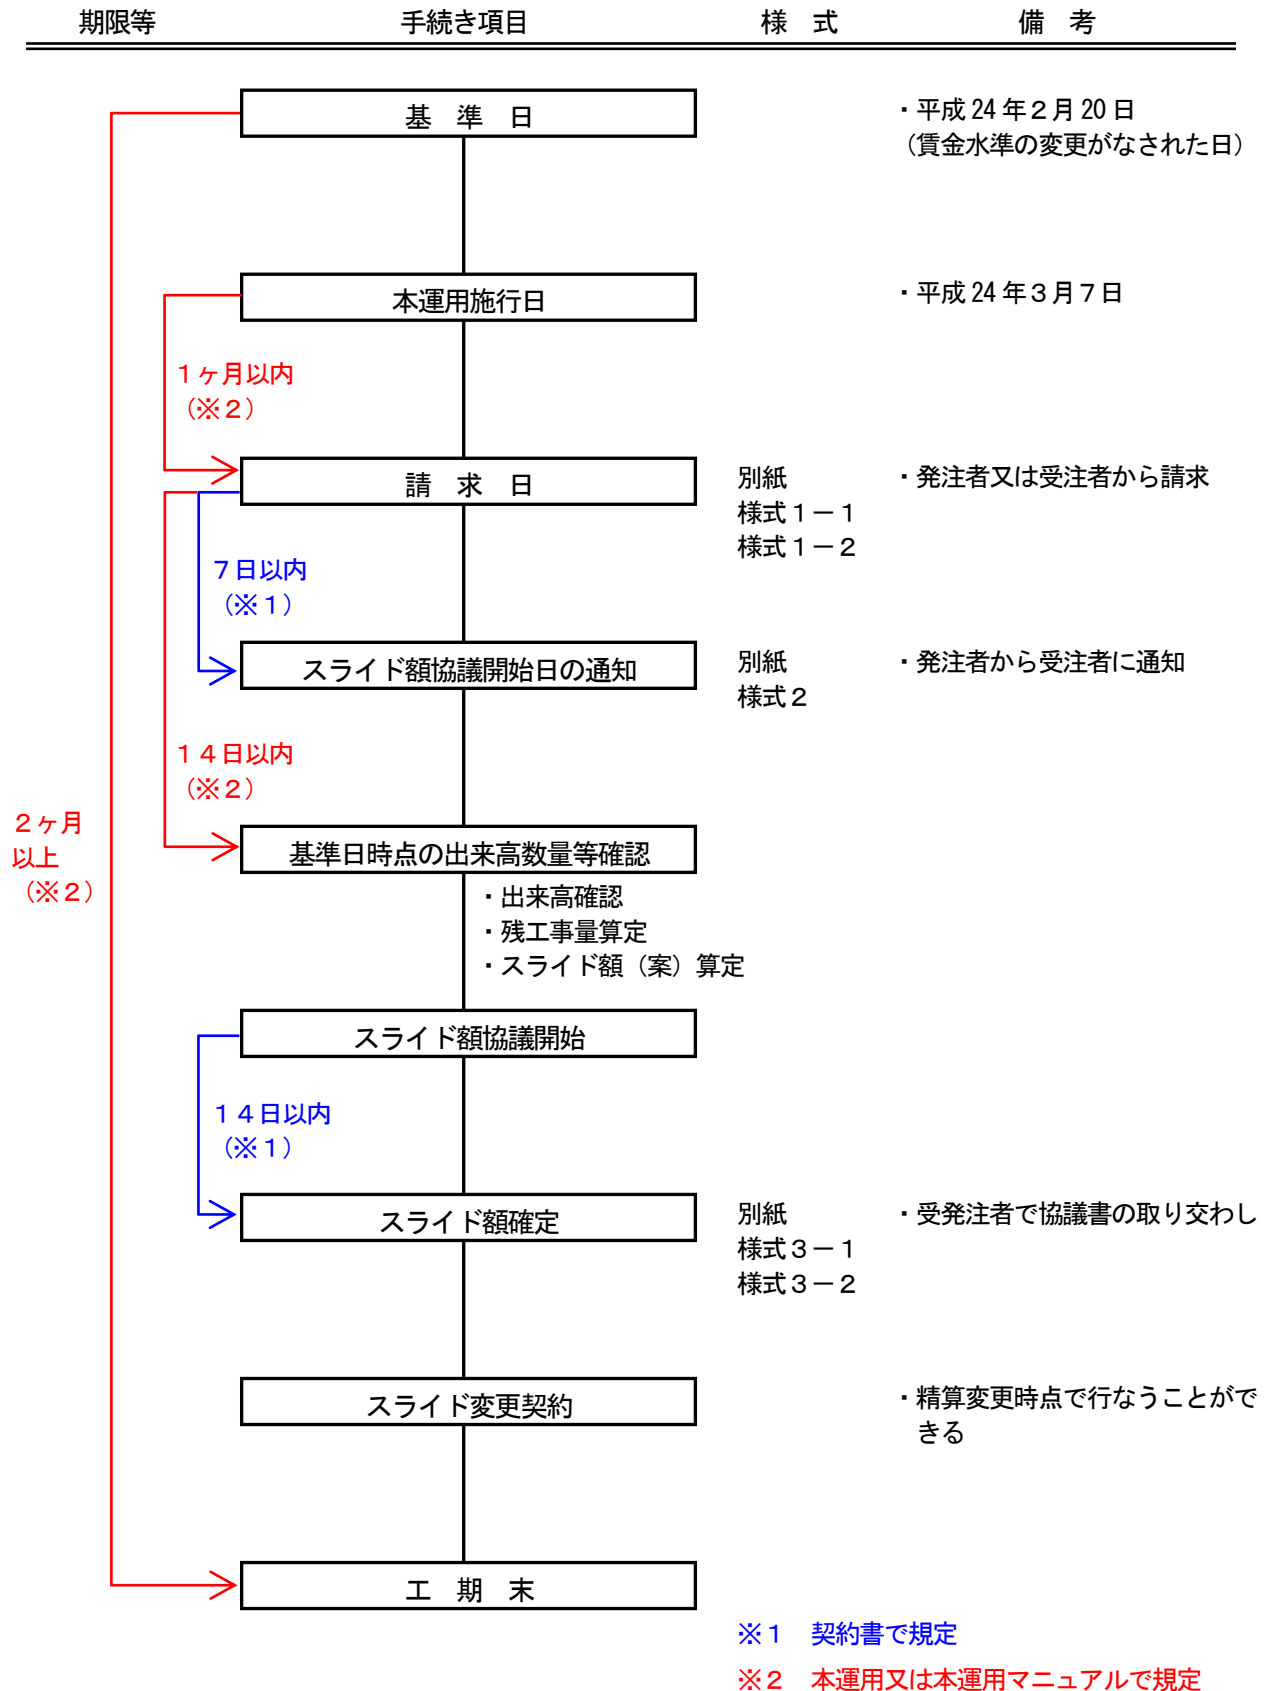 期限等　手続き項目　様　式　備　考
基　準　日
・平成24年２月20日
（賃金水準の変更がなされた日）
本運用施行日
・平成24年３月７日
１ヶ月以内
（※２）
請　求　日
別紙
様式１－１
様式１－２
・発注者又は受注者から請求
７日以内
（※１）
スライド額協議開始日の通知
別紙
様式２
・発注者から受注者に通知
１４日以内
（※２）
２ヶ月
以上
（※２）
基準日時点の出来高数量等確認
・出来高確認
・残工事量算定
・スライド額（案）算定
スライド額協議開始
１４日以内
（※１）
スライド額確定
別紙
様式３－１
様式３－２
・受発注者で協議書の取り交わし
スライド変更契約
・精算変更時点で行なうことがで
きる
工　期　末
※１　契約書で規定
※２　本運用又は本運用マニュアルで規定